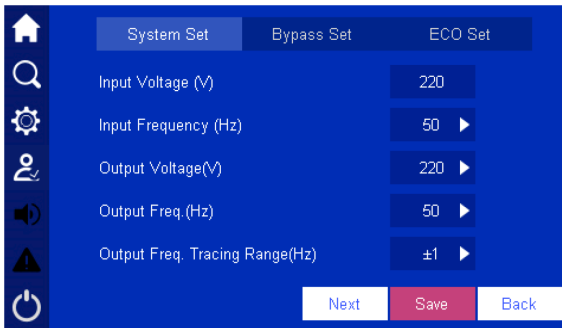 System Set Bypass Set ECO Set
Input Voltage (V) 220
Input Frequency (Hz) 50
Output Voltage(V) 220
Output Freq.(Hz) 50
Output Freq. Tracing Range(Hz) ±1
Next Save Back